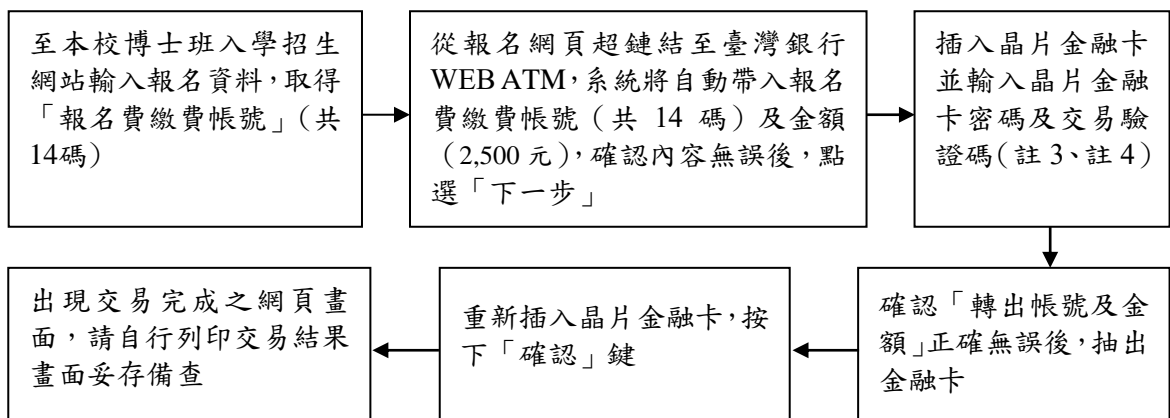 至本校博士班入學招生
網站輸入報名資料，取得
「報名費繳費帳號」（共
14碼）
從報名網頁超鏈結至臺灣銀行
WEB ATM，系統將自動帶入報名
費繳費帳號（共 14 碼）及金額
（2,500 元），確認內容無誤後，點
選「下一步」
插入晶片金融卡
並輸入晶片金融
卡密碼及交易驗
證碼（註 3、註 4）
確認「轉出帳號及金
額」正確無誤後，抽出
金融卡
重新插入晶片金融卡，按
下「確認」鍵
出現交易完成之網頁畫
面，請自行列印交易結果
畫面妥存備查